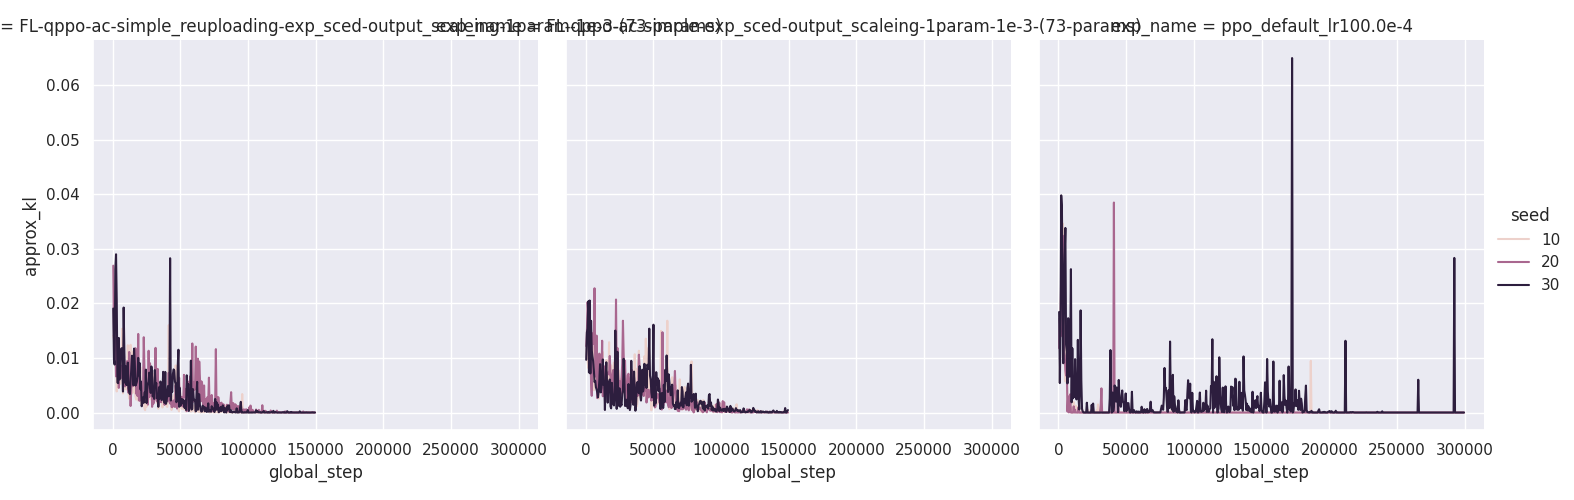 = FL-qppo-ac-simple_reuploading-exp_sced-output_scaleing-1param-1e-3-(73-params)
exp_name = FL-qppo-ac-simple-exp_sced-output_scaleing-1param-1e-3-(73-params)
exp_name = ppo_default_lr100.0e-4
0.06
0.05
0.04
0.03
0.02
0.01
0.00
approx_kl
0 50000 100000 150000 200000 250000 300000
0 50000 100000 150000 200000 250000 300000
0 50000 100000 150000 200000 250000 300000
global_step
global_step
global_step
seed
10
20
30